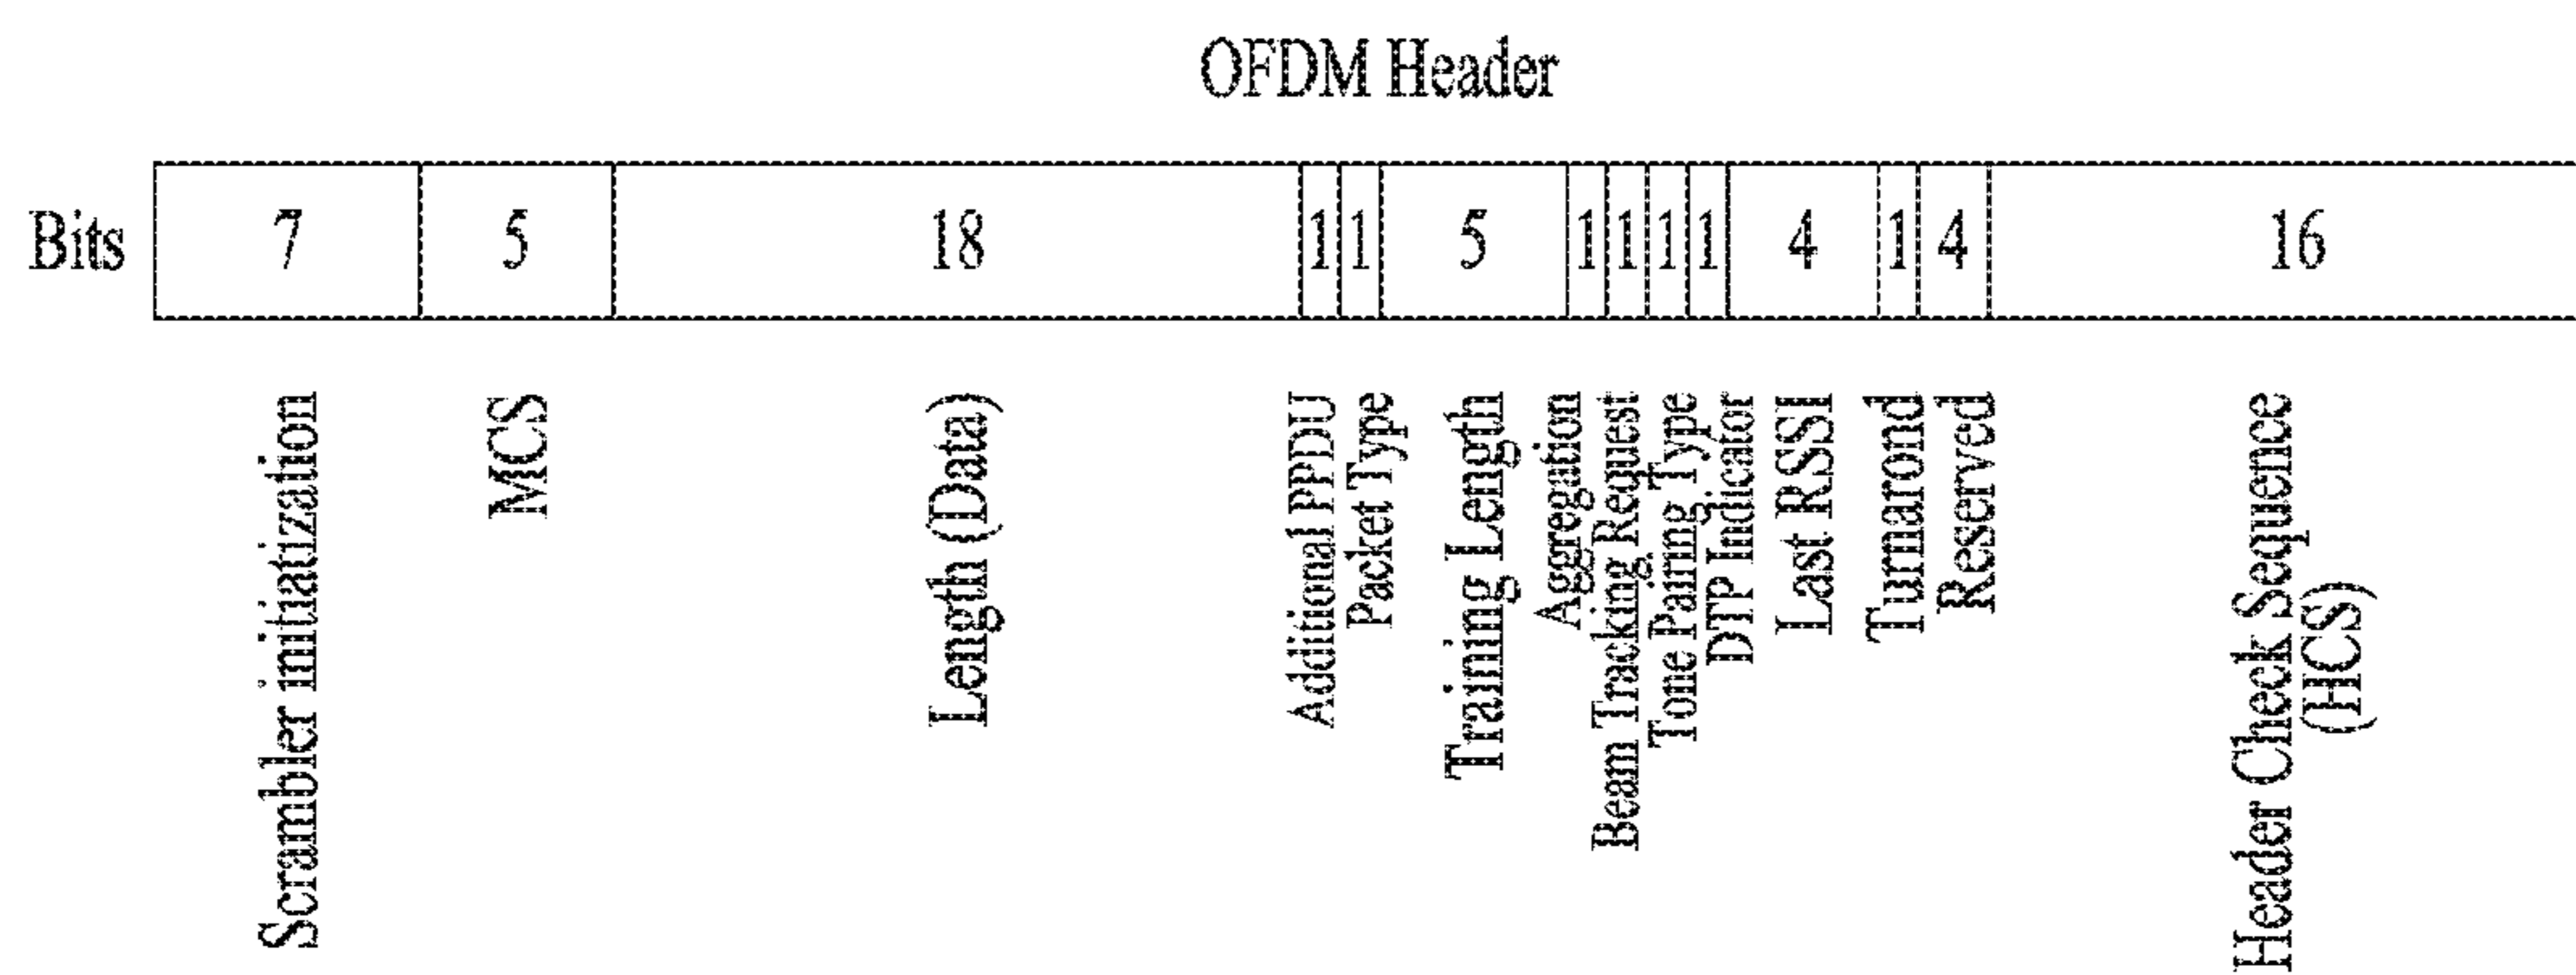 OFDM Header
Bits 7 5 18 1 1 5 1 1 1 1 4 1 4 16
Scrambler initiatization
MCS
Length (Data)
Additional PPDU
Packet Type
Training Length
Aggregation
Beam Tracking Request
Tone Pairing Type
DTP Indicator
Last RSSI
Turnarond
Reserved
Header Check Sequence
(HCS)